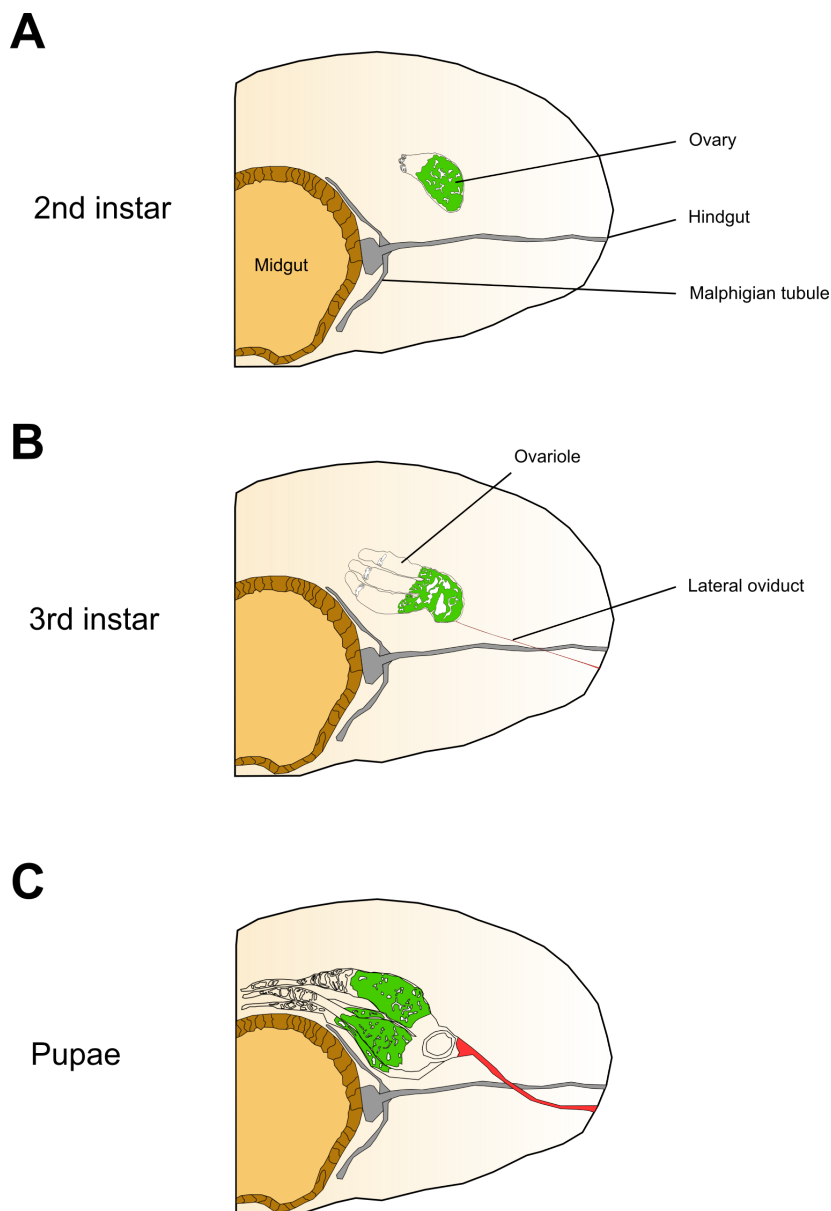 A
Ovary
2nd instar
Hindgut
Midgut
Malphigian tubule
B
Ovariole
Lateral oviduct
3rd instar
C
Pupae